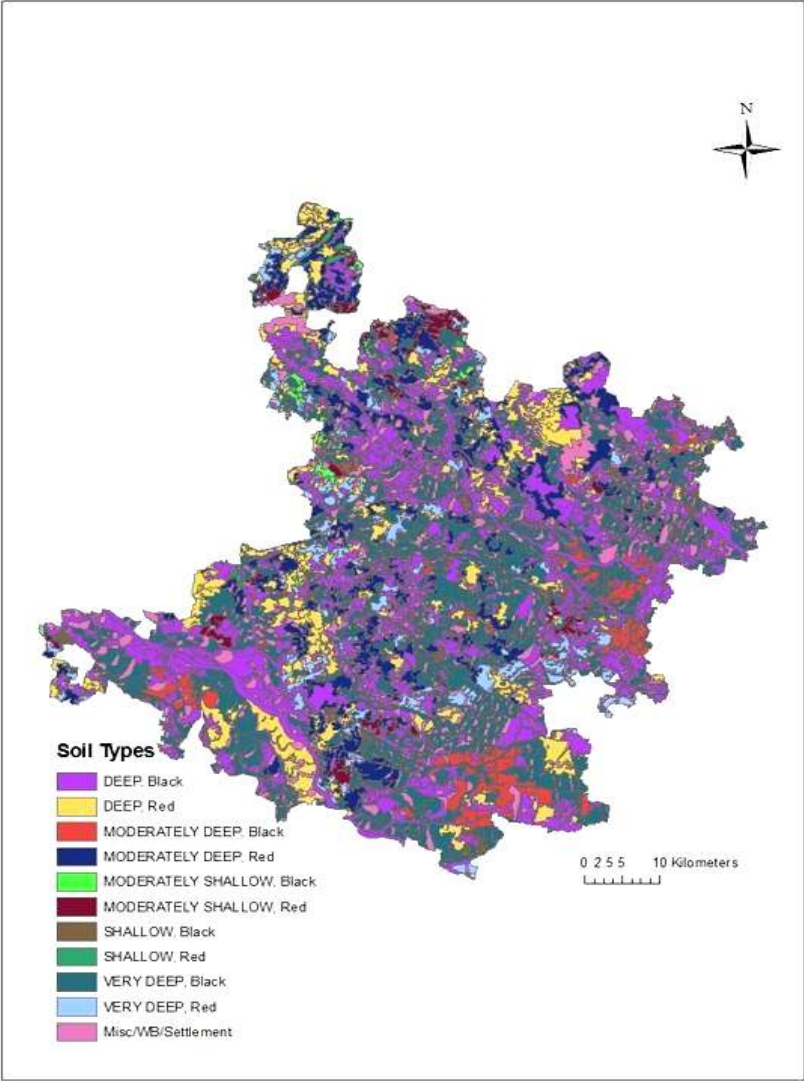 N
Soil Types
DEEP, Black
DEEP, Red
MODERATELY DEEP, Black
MODERATELY DEEP, Red
MODERATELY SHALLOW, Black
MODERATELY SHALLOW, Red
SHALLOW, Black
SHALLOW, Red
VERY DEEP, Black
VERY DEEP, Red
Misc/WB/Settlement
0 2.5 5 10 Kilometers